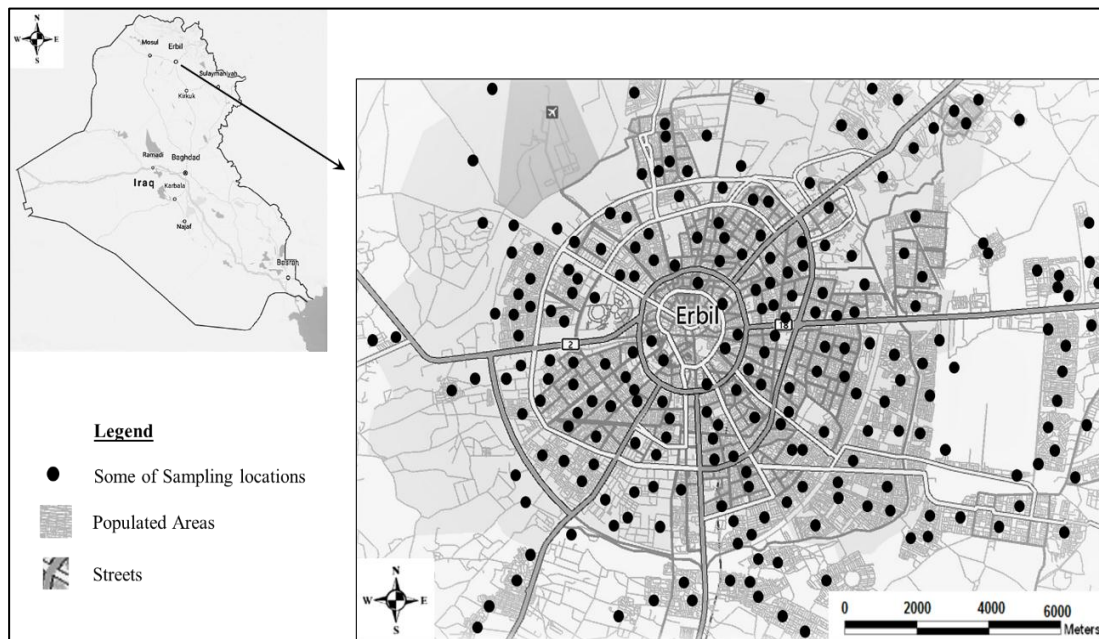 N
W E
S
Mosul
Erbil
Sulaymaniyah
Kirkuk
Ramadi
Baghdad
Iraq
Karbala
Najaf
Basrah
Legend
Some of Sampling locations
Populated Areas
Streets
Erbil
2
18
N
W E
S
0 2000 4000 6000
Meters